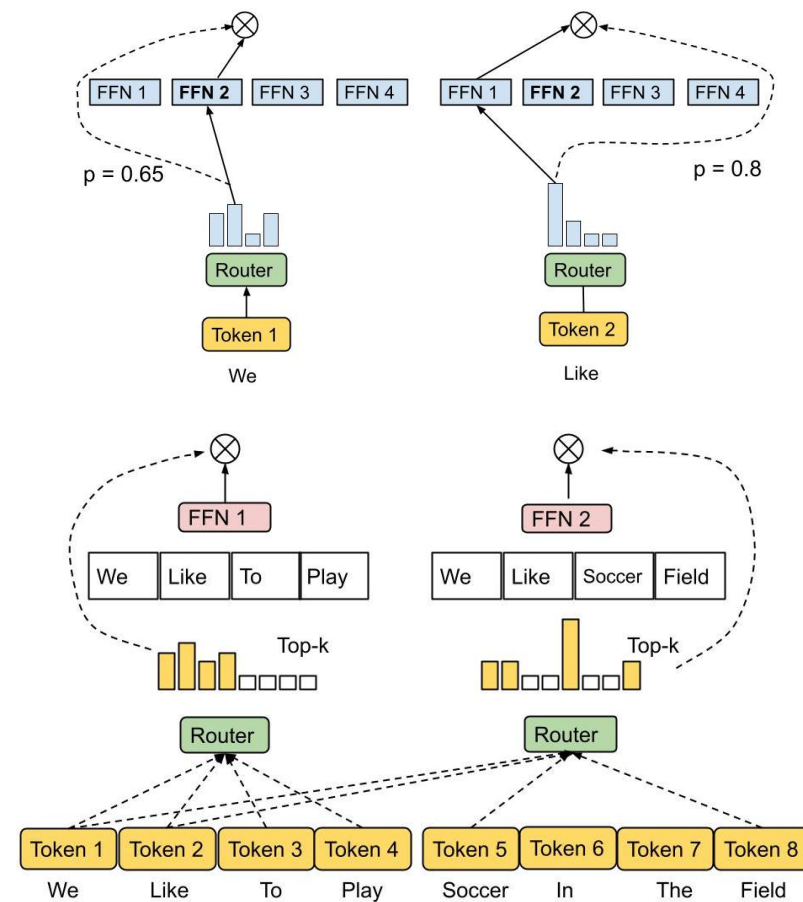 FFN 1 FFN 2 FFN 3 FFN 4 FFN 1 FFN 2 FFN 3 FFN 4
p = 0.65 p = 0.8
Router Router
Token 1 Token 2
We Like
FFN 1 FFN 2
We Like To Play We Like Soccer Field
Top-k Top-k
Router Router
Token 1 Token 2 Token 3 Token 4 Token 5 Token 6 Token 7 Token 8
We Like To Play Soccer In The Field